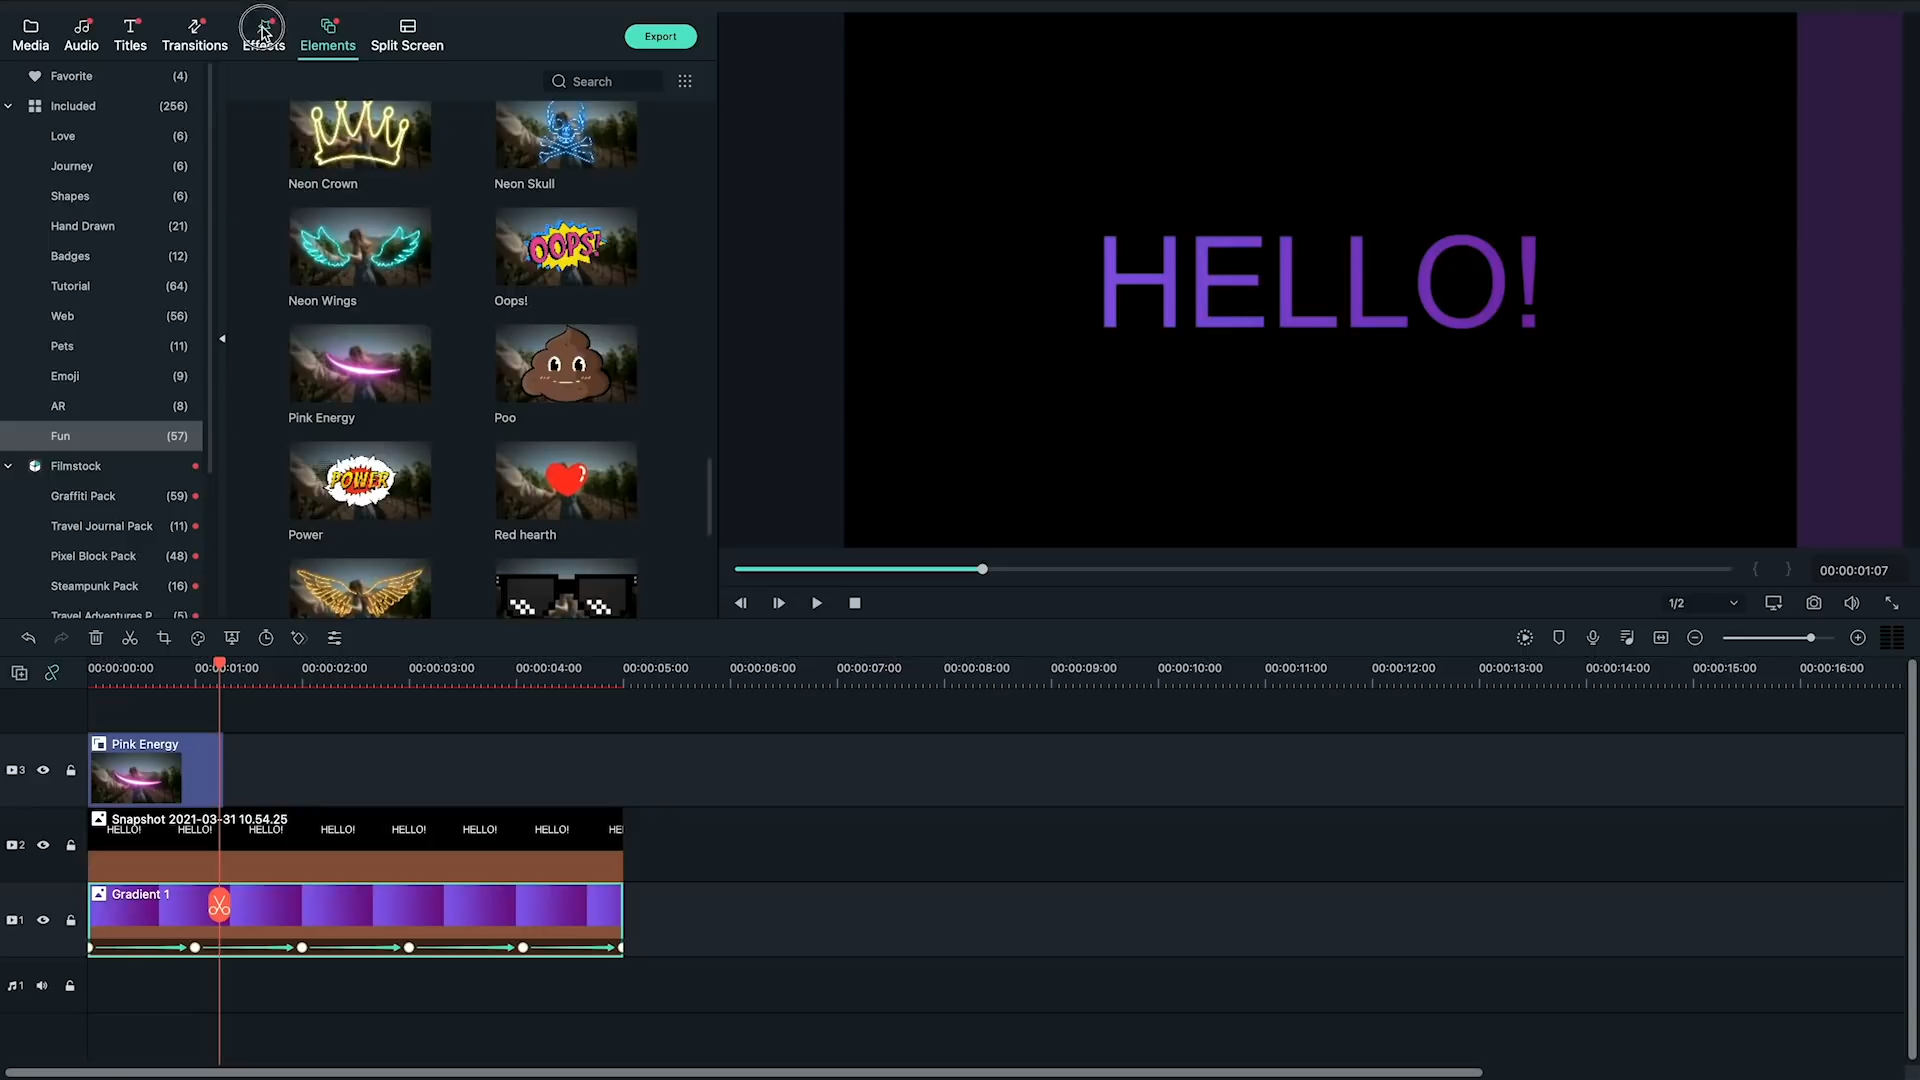 Media Audio Titles Transitions Effects Elements Split Screen
Export
Search
Favorite (4)
Included (256)
Love (6)
Journey (6)
Shapes (6)
Hand Drawn (21)
Badges (12)
Tutorial (64)
Web (56)
Pets (11)
Emoji (9)
AR (8)
Fun (57)
Filmstock
Graffiti Pack (59)
Travel Journal Pack (11)
Pixel Block Pack (48)
Steampunk Pack (16)
Travel Adventures P (5)
Neon Crown
Neon Skull
OOPS!
Neon Wings
Oops!
Pink Energy
Poo
POWER
Power
Red hearth
HELLO!
{ } 00:00:01:07
1/2
00:00:00:00 00:00:01:00 00:00:02:00 00:00:03:00 00:00:04:00 00:00:05:00 00:00:06:00 00:00:07:00 00:00:08:00 00:00:09:00 00:00:10:00 00:00:11:00 00:00:12:00 00:00:13:00 00:00:14:00 00:00:15:00 00:00:16:00
Pink Energy
3
Snapshot 2021-03-31 10.54.25
HELLO! HELLO! HELLO! HELLO! HELLO! HELLO! HELLO! HE
2
Gradient 1
1
1